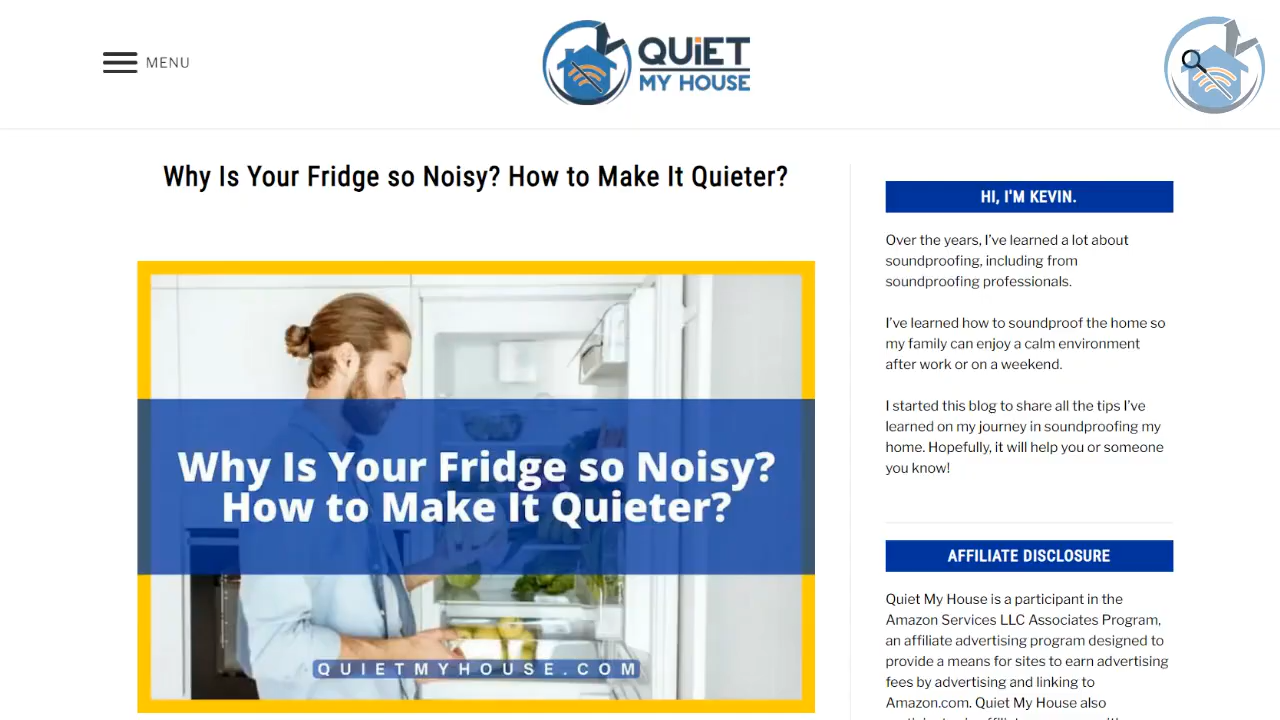 MENU
QUiET
MY HOUSE
Why Is Your Fridge so Noisy? How to Make It Quieter?
Why Is Your Fridge so Noisy?
How to Make It Quieter?
QUIETMYHOUSE.COM
HI, I'M KEVIN.
Over the years, I've learned a lot about
soundproofing, including from
soundproofing professionals.
I've learned how to soundproof the home so
my family can enjoy a calm environment
after work or on a weekend.
I started this blog to share all the tips I've
learned on my journey in soundproofing my
home. Hopefully, it will help you or someone
you know!
AFFILIATE DISCLOSURE
Quiet My House is a participant in the
Amazon Services LLC Associates Program,
an affiliate advertising program designed to
provide a means for sites to earn advertising
fees by advertising and linking to
Amazon.com. Quiet My House also